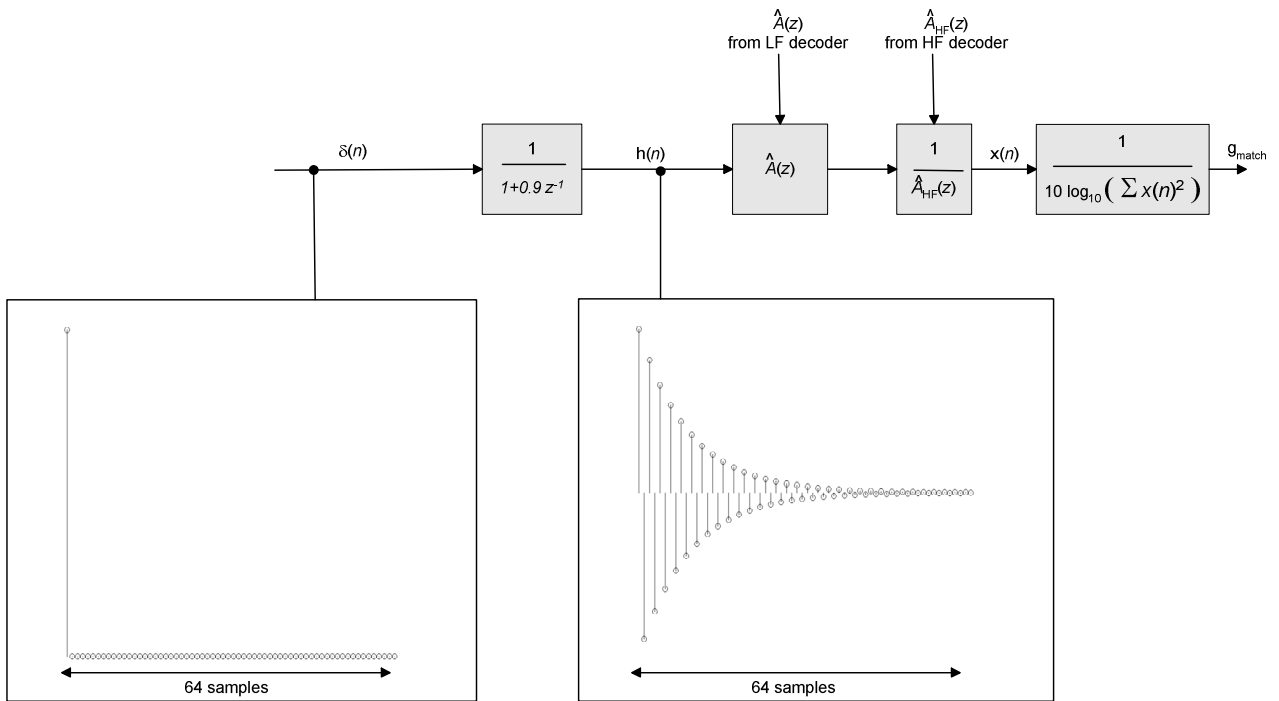 Â(z)
from LF decoder
Â_HF(z)
from HF decoder
δ(n)
1
1+0.9 z⁻¹
h(n)
Â(z)
1
Â_HF(z)
x(n)
1
10 log₁₀ ( ∑ x(n)² )
g_match
64 samples
64 samples